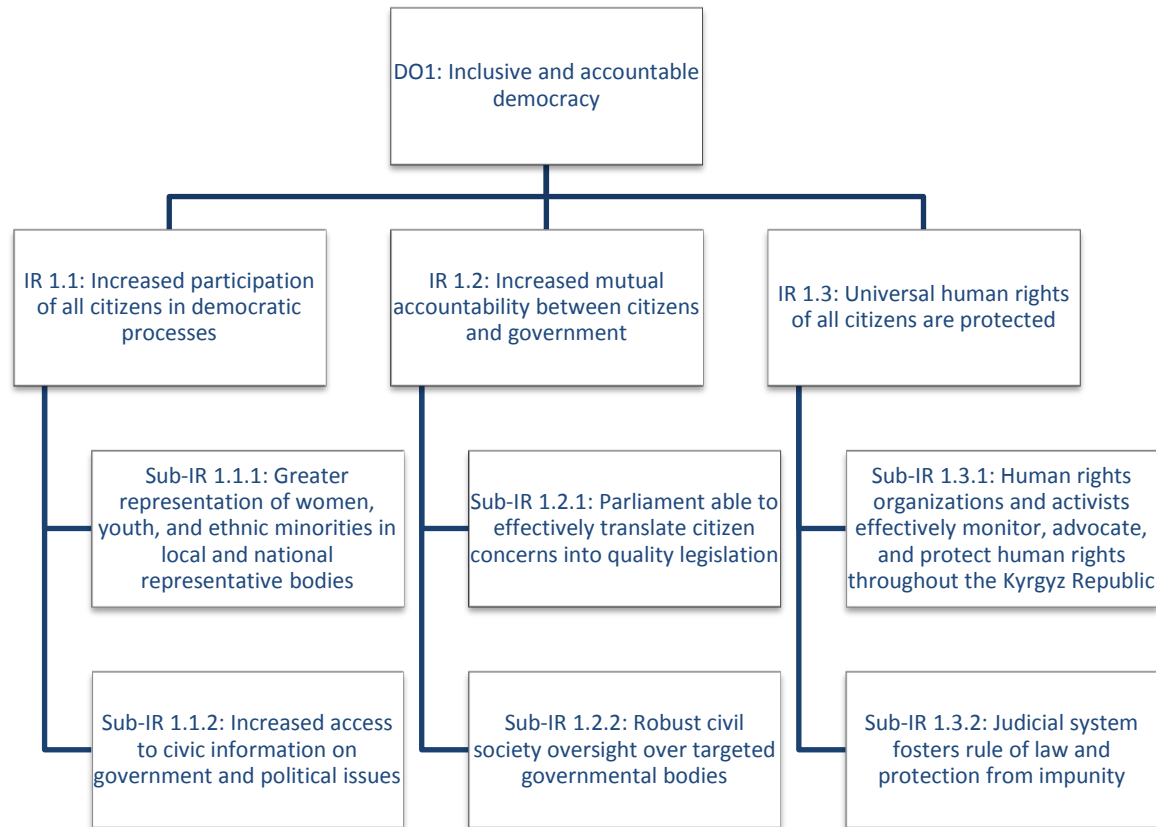 DO1: Inclusive and accountable
democracy
IR 1.1: Increased participation
of all citizens in democratic
processes
IR 1.2: Increased mutual
accountability between citizens
and government
IR 1.3: Universal human rights
of all citizens are protected
Sub-IR 1.1.1: Greater
representation of women,
youth, and ethnic minorities in
local and national
representative bodies
Sub-IR 1.2.1: Parliament able to
effectively translate citizen
concerns into quality legislation
Sub-IR 1.3.1: Human rights
organizations and activists
effectively monitor, advocate,
and protect human rights
throughout the Kyrgyz Republic
Sub-IR 1.1.2: Increased access
to civic information on
government and political issues
Sub-IR 1.2.2: Robust civil
society oversight over targeted
governmental bodies
Sub-IR 1.3.2: Judicial system
fosters rule of law and
protection from impunity